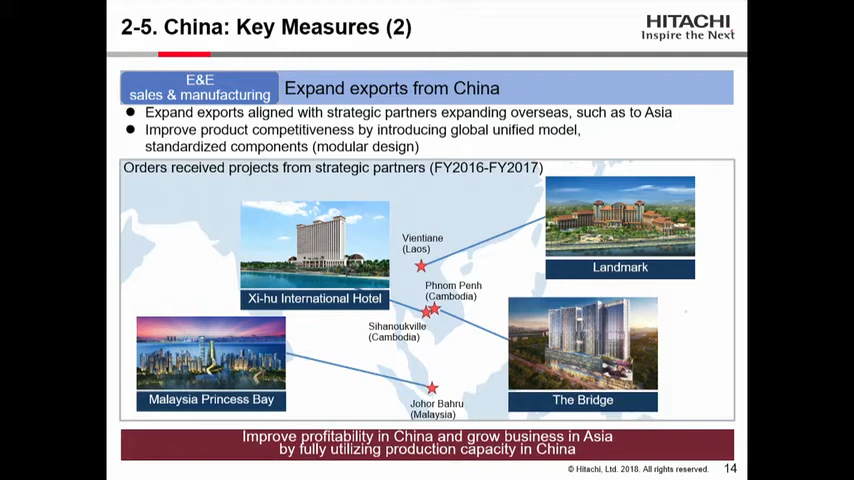 2-5. China: Key Measures (2)
HITACHI
Inspire the Next
E&E
sales & manufacturing
Expand exports from China
● Expand exports aligned with strategic partners expanding overseas, such as to Asia
● Improve product competitiveness by introducing global unified model,
standardized components (modular design)
Orders received projects from strategic partners (FY2016-FY2017)
Vientiane
(Laos)
Landmark
Phnom Penh
(Cambodia)
Xi-hu International Hotel
Sihanoukville
(Cambodia)
Malaysia Princess Bay
The Bridge
Johor Bahru
(Malaysia)
Improve profitability in China and grow business in Asia
by fully utilizing production capacity in China
© Hitachi, Ltd. 2018. All rights reserved. 14